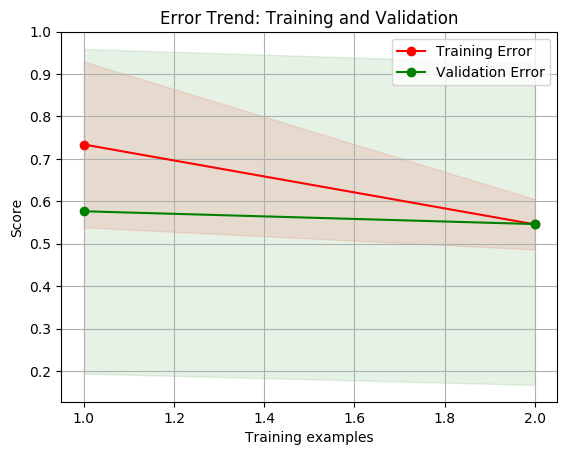 Error Trend: Training and Validation
Training Error
Validation Error
Score
1.0
0.9
0.8
0.7
0.6
0.5
0.4
0.3
0.2
1.0 1.2 1.4 1.6 1.8 2.0
Training examples